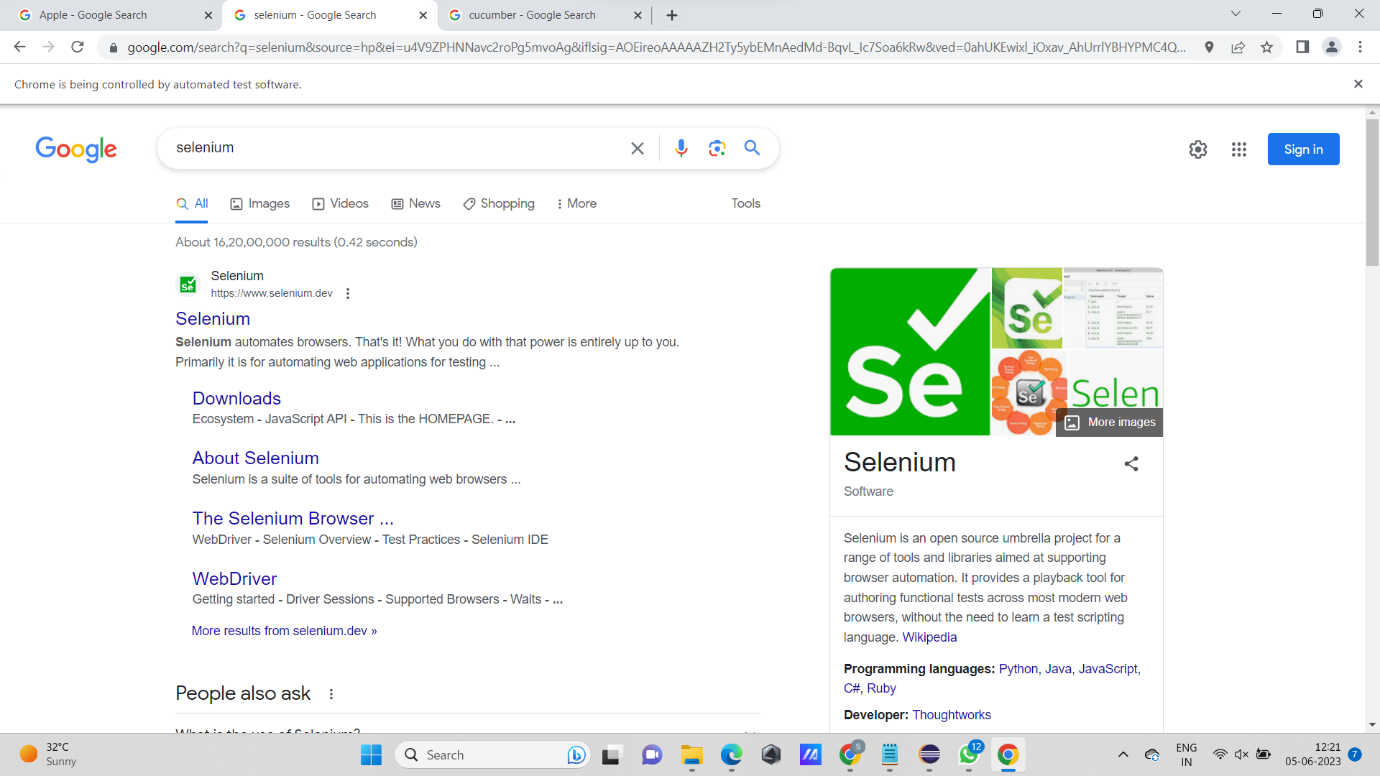 Apple - Google Search
selenium - Google Search
cucumber - Google Search
google.com/search?q=selenium&source=hp&ei=u4V9ZPHNNavc2roPg5mvoAg&iflsig=AOEireoAAAAAZH2Ty5ybEMnAedMd-BqvL_Ic7Soa6kRw&ved=0ahUKEwixl_iOxav_AhUrrlYBHYPMC4Q...
Chrome is being controlled by automated test software.
Google
selenium
Sign in
All
Images
Videos
News
Shopping
More
Tools
About 16,20,00,000 results (0.42 seconds)
Selenium
https://www.selenium.dev
Selenium
Selenium automates browsers. That's it! What you do with that power is entirely up to you.
Primarily it is for automating web applications for testing ...
Downloads
Ecosystem - JavaScript API - This is the HOMEPAGE. - ...
About Selenium
Selenium is a suite of tools for automating web browsers ...
The Selenium Browser ...
WebDriver - Selenium Overview - Test Practices - Selenium IDE
WebDriver
Getting started - Driver Sessions - Supported Browsers - Waits - ...
More results from selenium.dev »
People also ask
What is the use of Selenium?
Se
Se
Se
Selen
More images
Selenium
Software
Selenium is an open source umbrella project for a
range of tools and libraries aimed at supporting
browser automation. It provides a playback tool for
authoring functional tests across most modern web
browsers, without the need to learn a test scripting
language. Wikipedia
Programming languages: Python, Java, JavaScript,
C#, Ruby
Developer: Thoughtworks
32°C
Sunny
Search
S
12
ENG
IN
12:21
05-06-2023
7